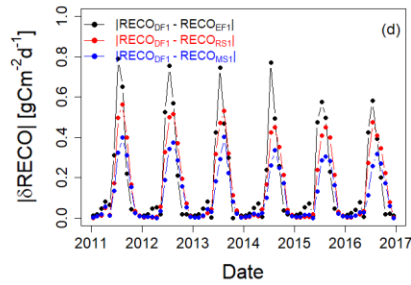 (d)
|RECO_DF1 - RECO_EF1|
|RECO_DF1 - RECO_RS1|
|RECO_DF1 - RECO_MS1|
|δRECO| [gCm⁻²d⁻¹]
1.0
0.8
0.6
0.4
0.2
0.0
2011 2012 2013 2014 2015 2016 2017
Date